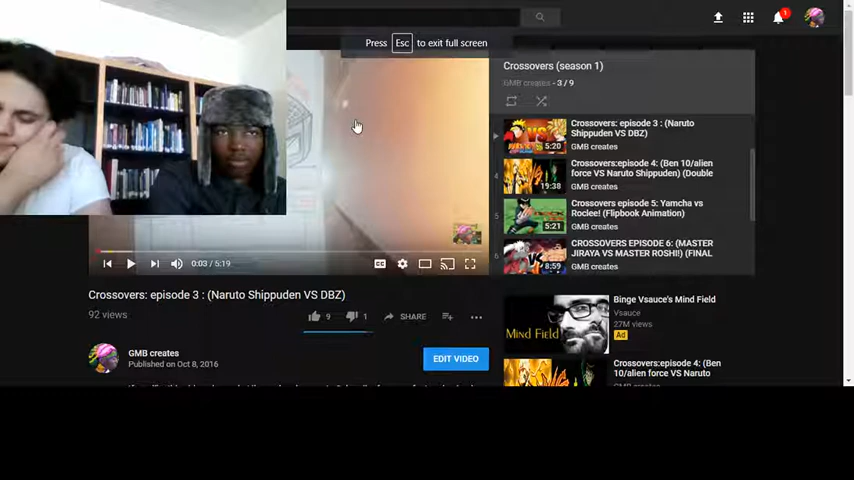 Press Esc to exit full screen
1
Crossovers (season 1)
GMB creates - 3 / 9
Crossovers: episode 3 : (Naruto
Shippuden VS DBZ)
GMB creates
5:20
4
Crossovers:episode 4: (Ben 10/alien
force VS Naruto Shippuden) (Double
GMB creates
19:38
5
Crossovers episode 5: Yamcha vs
Roclee! (Flipbook Animation)
GMB creates
5:21
6
CROSSOVERS EPISODE 6: (MASTER
JIRAYA VS MASTER ROSHI!) (FINAL
GMB creates
8:59
0:03 / 5:19
Crossovers: episode 3 : (Naruto Shippuden VS DBZ)
92 views
9
1
SHARE
GMB creates
Published on Oct 8, 2016
EDIT VIDEO
MIND FIELD
Binge Vsauce's Mind Field
Vsauce
27M views
Ad
Crossovers:episode 4: (Ben
10/alien force VS Naruto